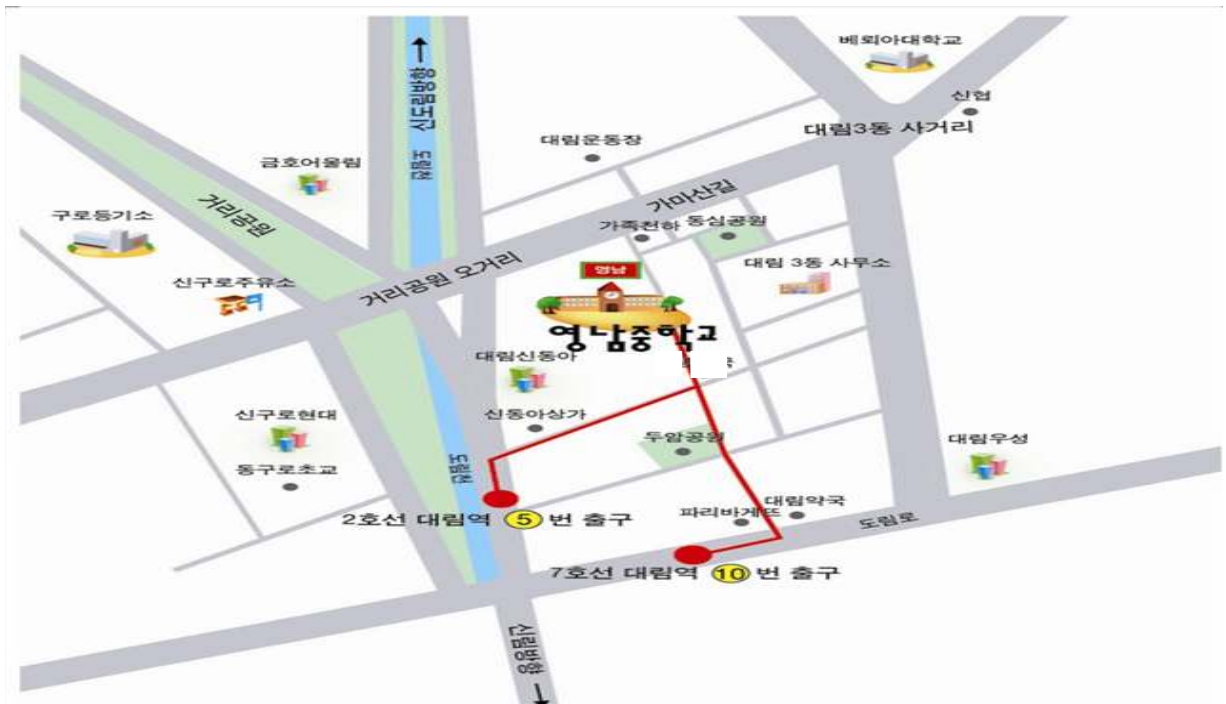 베뢰아대학교
신협
대림3동 사거리
신도림방향
도림천
대림운동장
금호어울림
거리공원
가마산길
구로등기소
가족천하
동심공원
신구로주유소
거리공원 오거리
영남
대림 3동 사무소
영남중학교
대림신동아
신구로현대
신동아상가
두암공원
대림우성
동구로초교
도림천
2호선 대림역 5 번 출구
파리바게뜨
대림약국
도림로
7호선 대림역 10 번 출구
신림방향